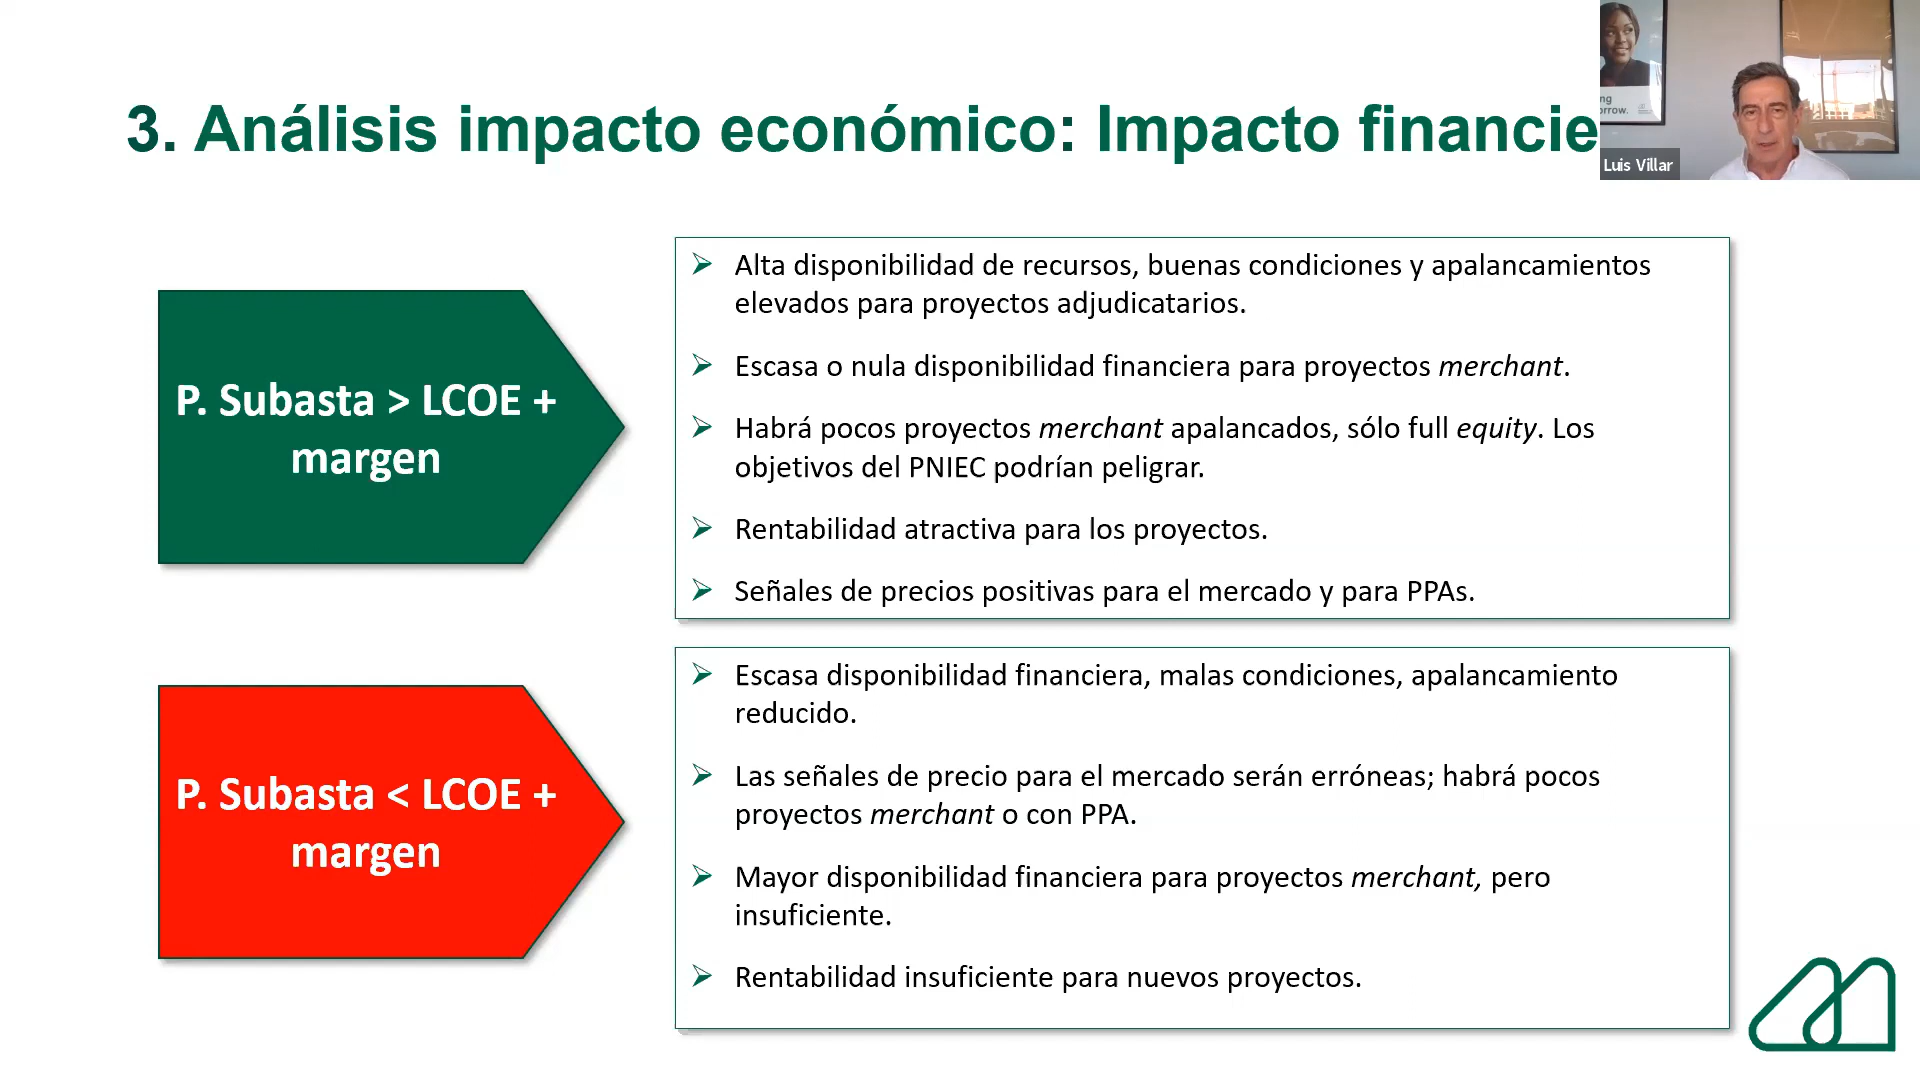 3. Análisis impacto económico: Impacto financie
ng
orrow.
Luis Villar
P. Subasta > LCOE +
margen
Alta disponibilidad de recursos, buenas condiciones y apalancamientos
elevados para proyectos adjudicatarios.
Escasa o nula disponibilidad financiera para proyectos merchant.
Habrá pocos proyectos merchant apalancados, sólo full equity. Los
objetivos del PNIEC podrían peligrar.
Rentabilidad atractiva para los proyectos.
Señales de precios positivas para el mercado y para PPAs.
P. Subasta < LCOE +
margen
Escasa disponibilidad financiera, malas condiciones, apalancamiento
reducido.
Las señales de precio para el mercado serán erróneas; habrá pocos
proyectos merchant o con PPA.
Mayor disponibilidad financiera para proyectos merchant, pero
insuficiente.
Rentabilidad insuficiente para nuevos proyectos.